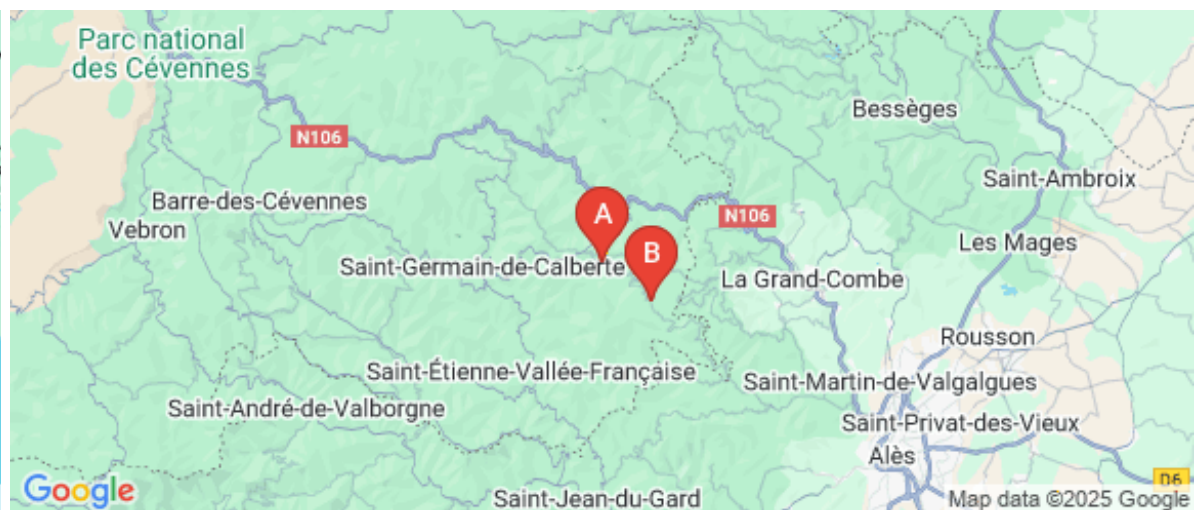 Parc national
des Cévennes
Bessèges
N106
Saint-Ambroix
Barre-des-Cévennes
A
N106
Vebron
Les Mages
B
Saint-Germain-de-Calberte
La Grand-Combe
Rousson
Saint-Étienne-Vallée-Française
Saint-Martin-de-Valgalgues
Saint-André-de-Valborgne
Saint-Privat-des-Vieux
Alès
D6
Google
Saint-Jean-du-Gard
Map data ©2025 Google